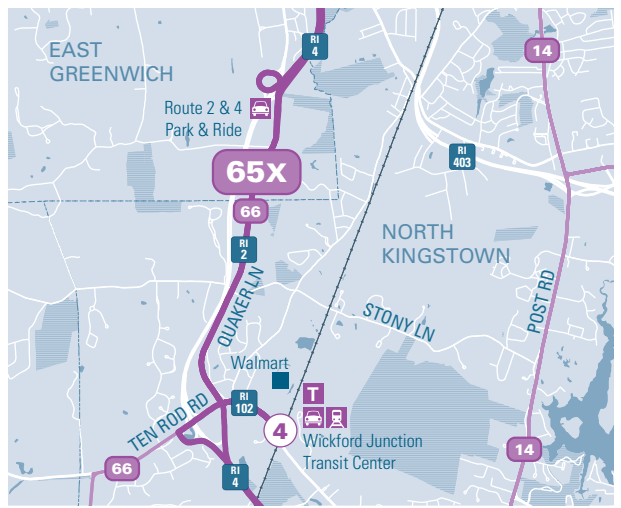 EAST
GREENWICH
RI
4
14
Route 2 & 4
Park & Ride
RI
403
65X
66
RI
2
NORTH
KINGSTOWN
QUAKER LN
STONY LN
POST RD
Walmart
T
RI
102
TEN ROD RD
4
Wickford Junction
Transit Center
66
RI
4
14